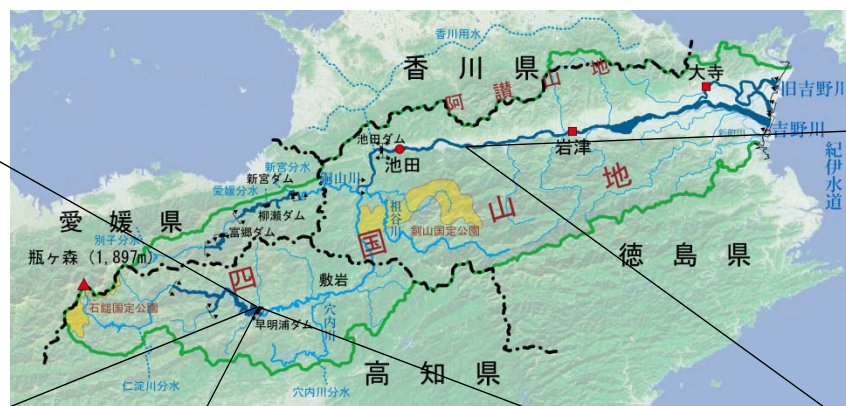 香川用水
香川県
阿讃山地
大寺
旧吉野川
吉野川
新町川
紀伊水道
池田ダム
池田
岩津
新宮分水
新宮ダム
銅山川
愛媛分水
柳瀬ダム
富郷ダム
別子分水
愛媛県
瓶ヶ森（1,897m）
祖谷川
剣山国定公園
四国山地
徳島県
石鎚国定公園
敷岩
早明浦ダム
穴内川
仁淀川分水
穴内川分水
高知県